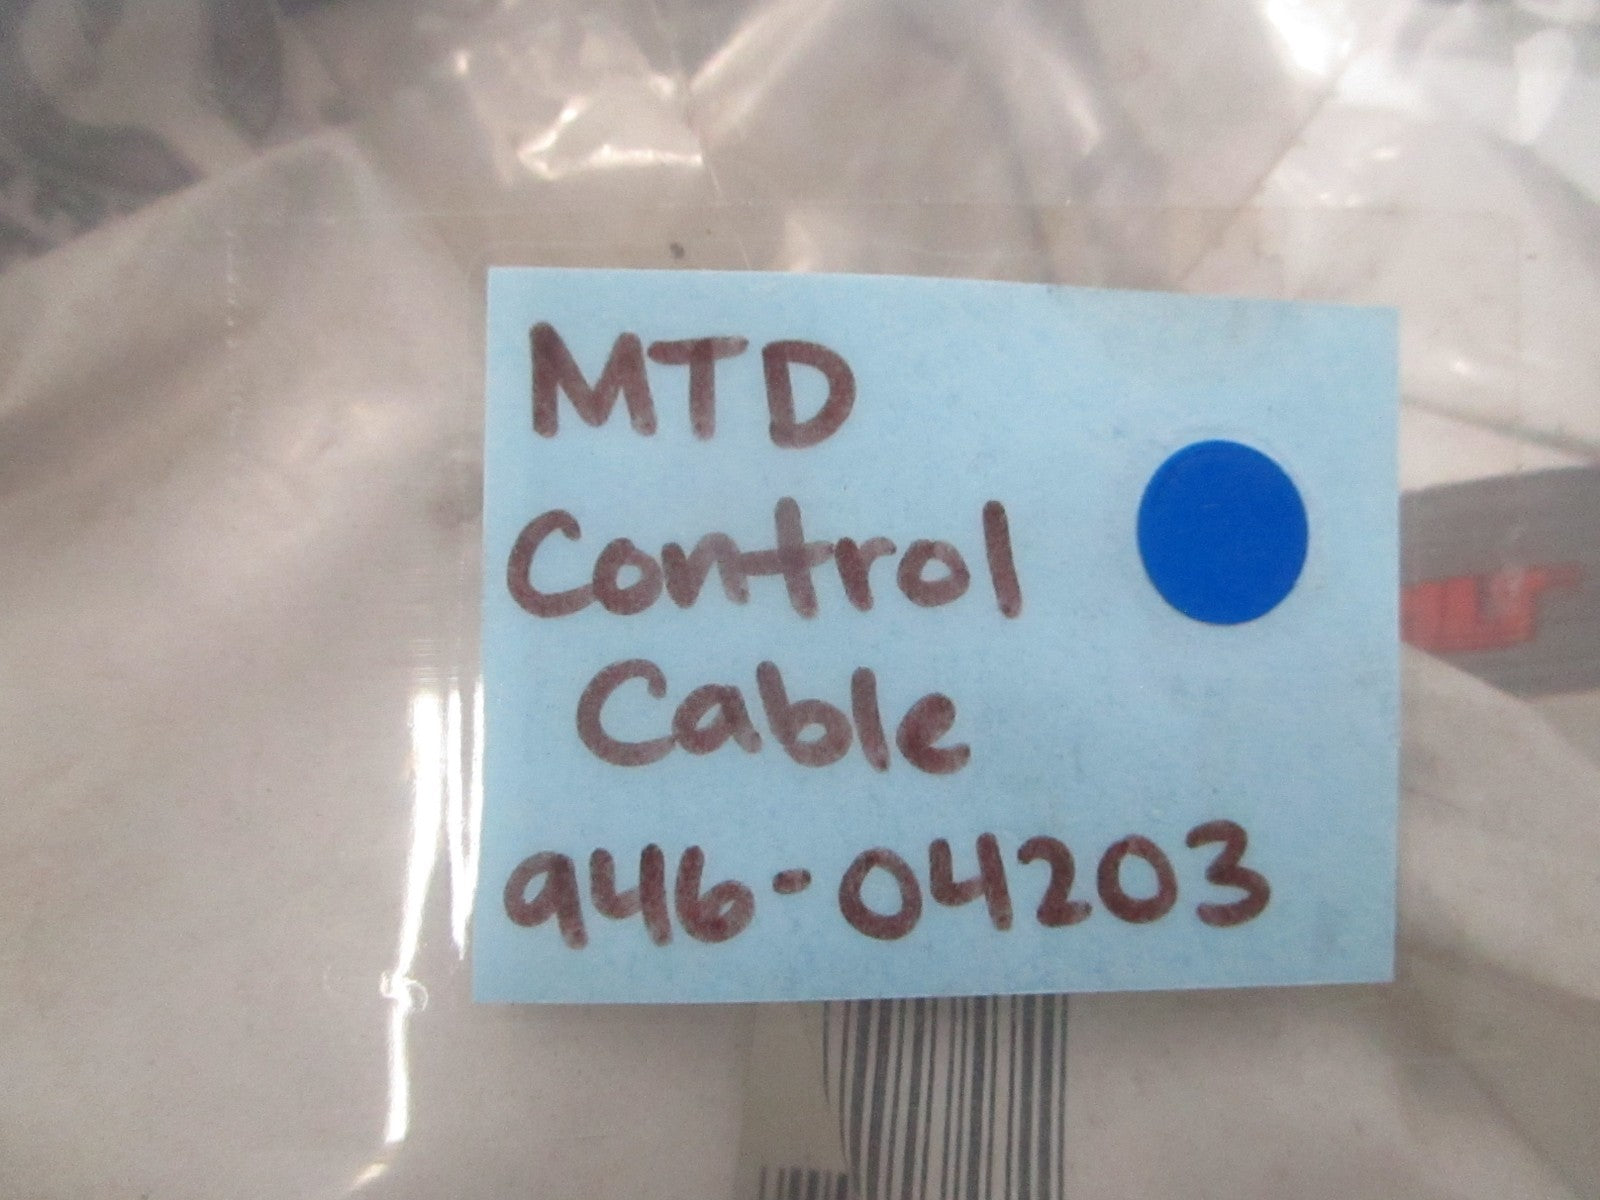 MTD
Control
Cable
946-04203